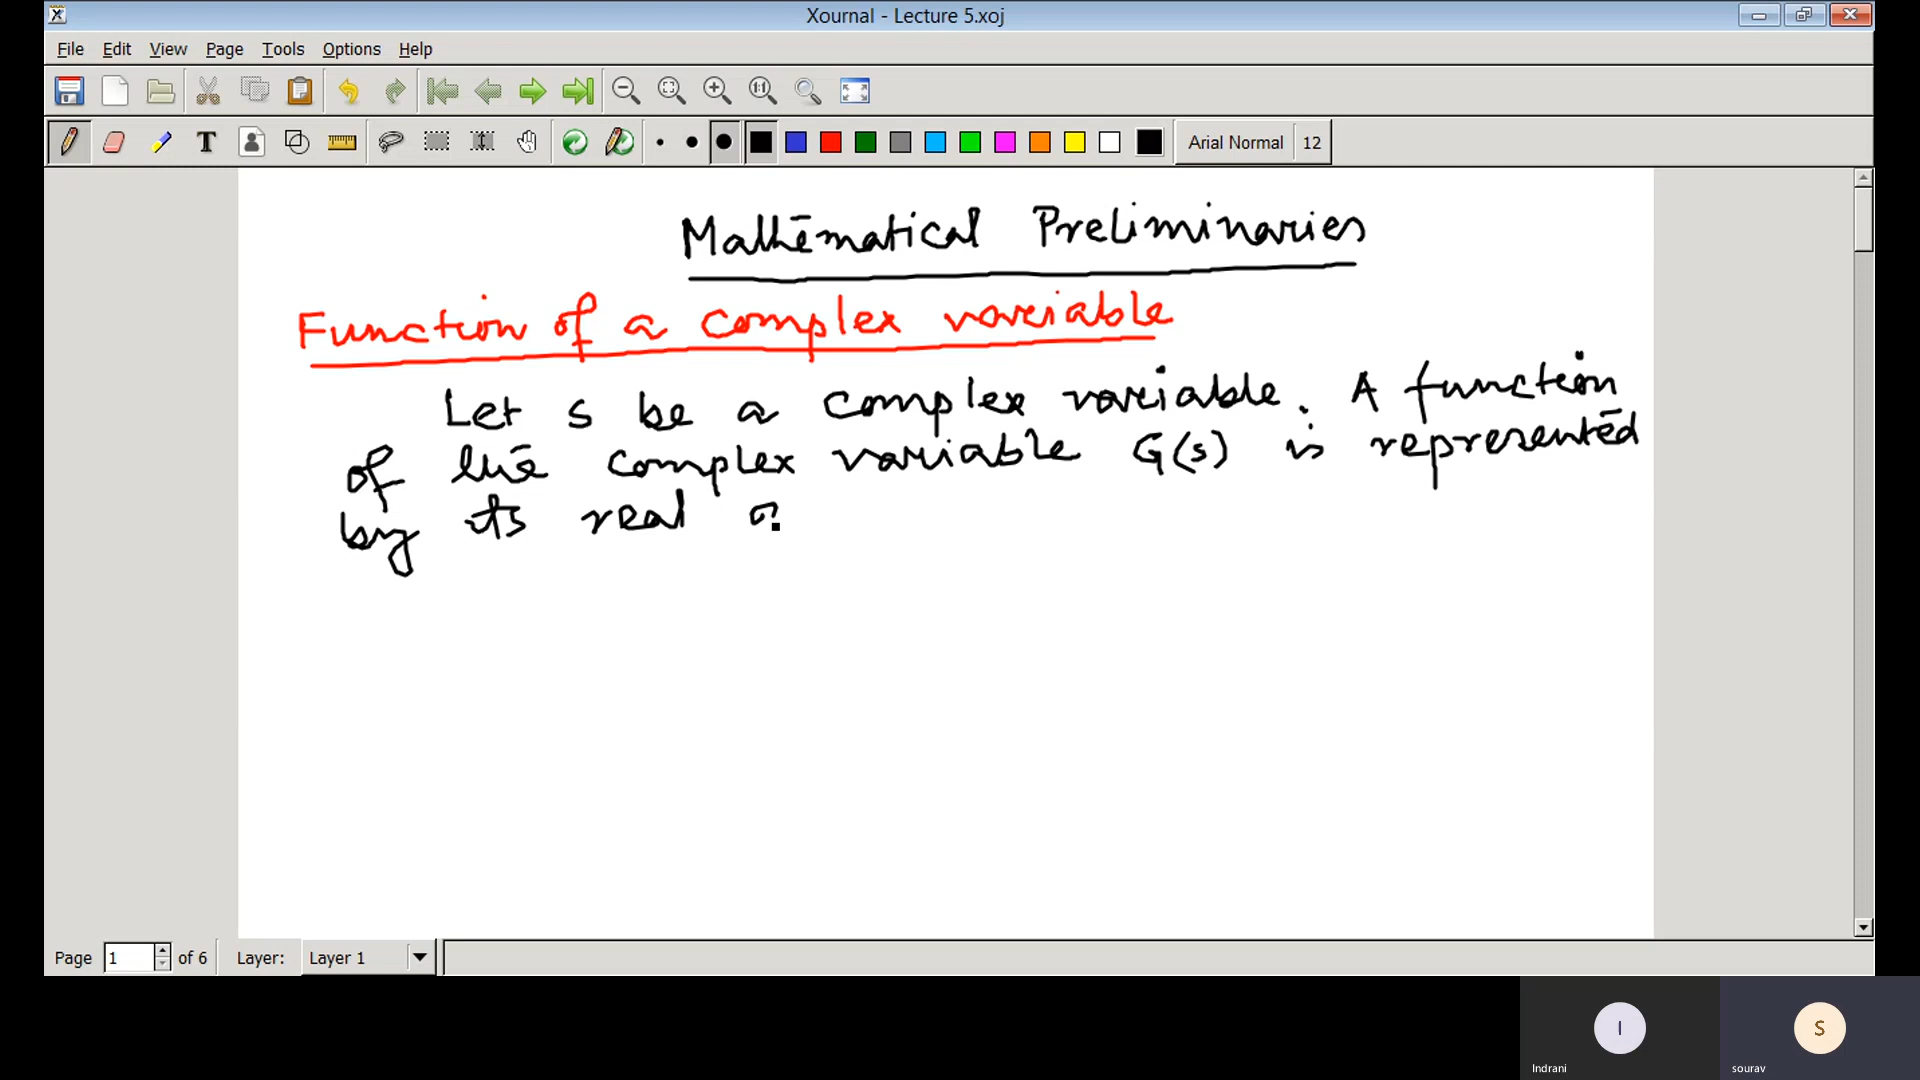 Xournal - Lecture 5.xoj
File Edit View Page Tools Options Help
Arial Normal 12
Mathematical Preliminaries
Function of a complex variable
Let s be a complex variable. A function
of the complex variable G(s) is represented
by its real
Page 1 of 6 Layer: Layer 1
I
S
Indrani
sourav